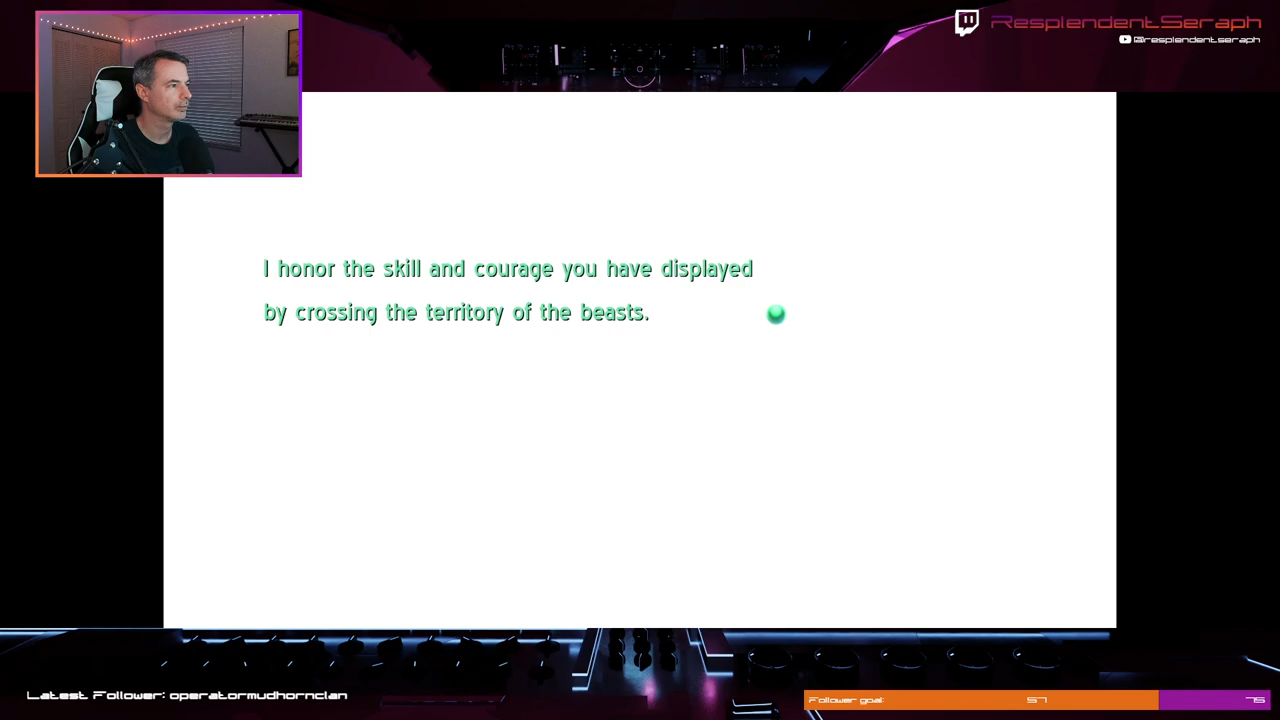 ResplendentSeraph
@resplendentseraph
I honor the skill and courage you have displayed
by crossing the territory of the beasts.
Latest Follower: operatormudhornclan
Follower goal: 57 75